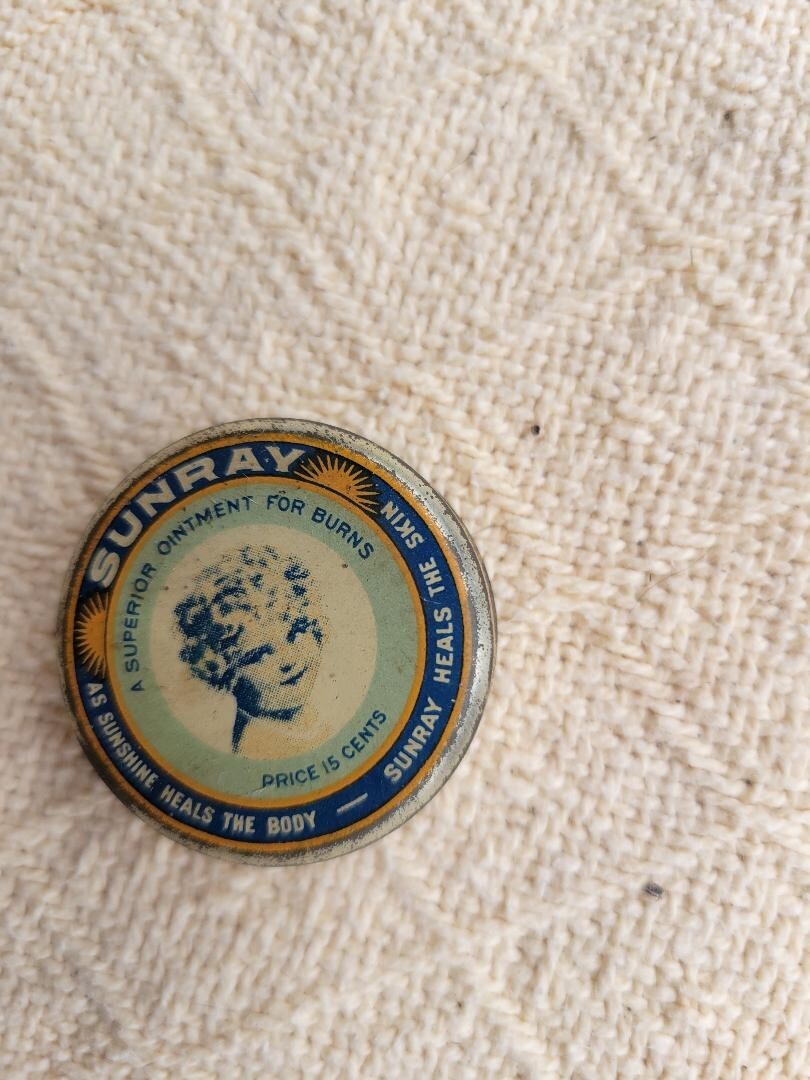 SUNRAY
A SUPERIOR OINTMENT FOR BURNS
PRICE 15 CENTS
AS SUNSHINE HEALS THE BODY — SUNRAY HEALS THE SKIN